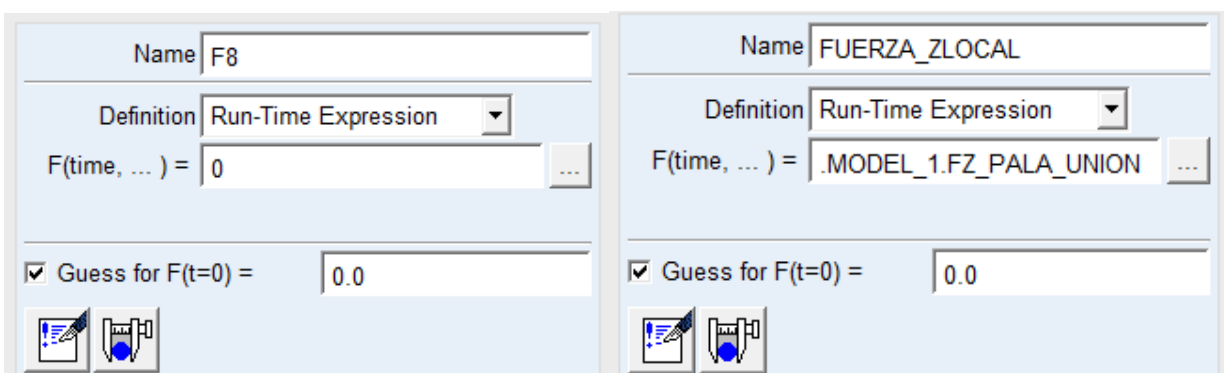 Name F8
Definition Run-Time Expression
F(time, ... ) = 0 ...
Guess for F(t=0) = 0.0
Name FUERZA_ZLOCAL
Definition Run-Time Expression
F(time, ... ) = .MODEL_1.FZ_PALA_UNION ...
Guess for F(t=0) = 0.0